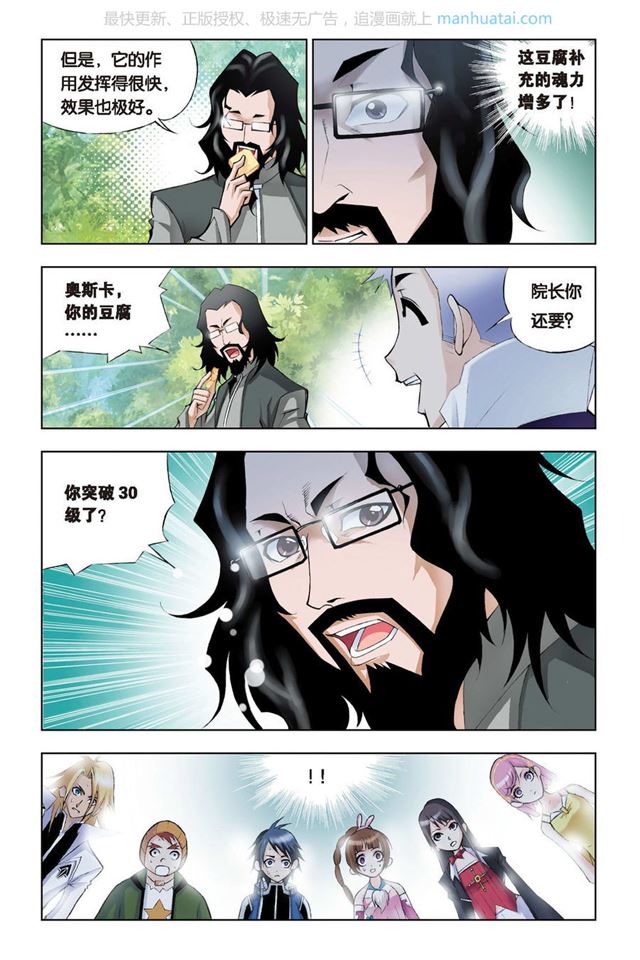 最快更新、正版授权、极速无广告，追漫画就上 manhuatai.com
但是，它的作
用发挥得很快，
效果也极好。
这豆腐补
充的魂力
增多了！
奥斯卡，
你的豆腐
……
院长你
还要？
你突破 30
级了？
！！